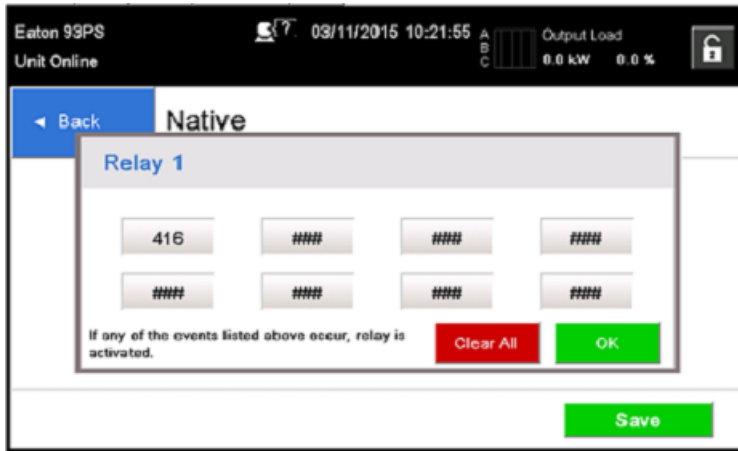 Eaton 93PS
Unit Online
03/11/2015 10:21:55
A
B
C
Output Load
0.0 kW 0.0 %
◄ Back
Native
Relay 1
416 ### ### ###
### ### ### ###
If any of the events listed above occur, relay is
activated.
Clear All
OK
Save